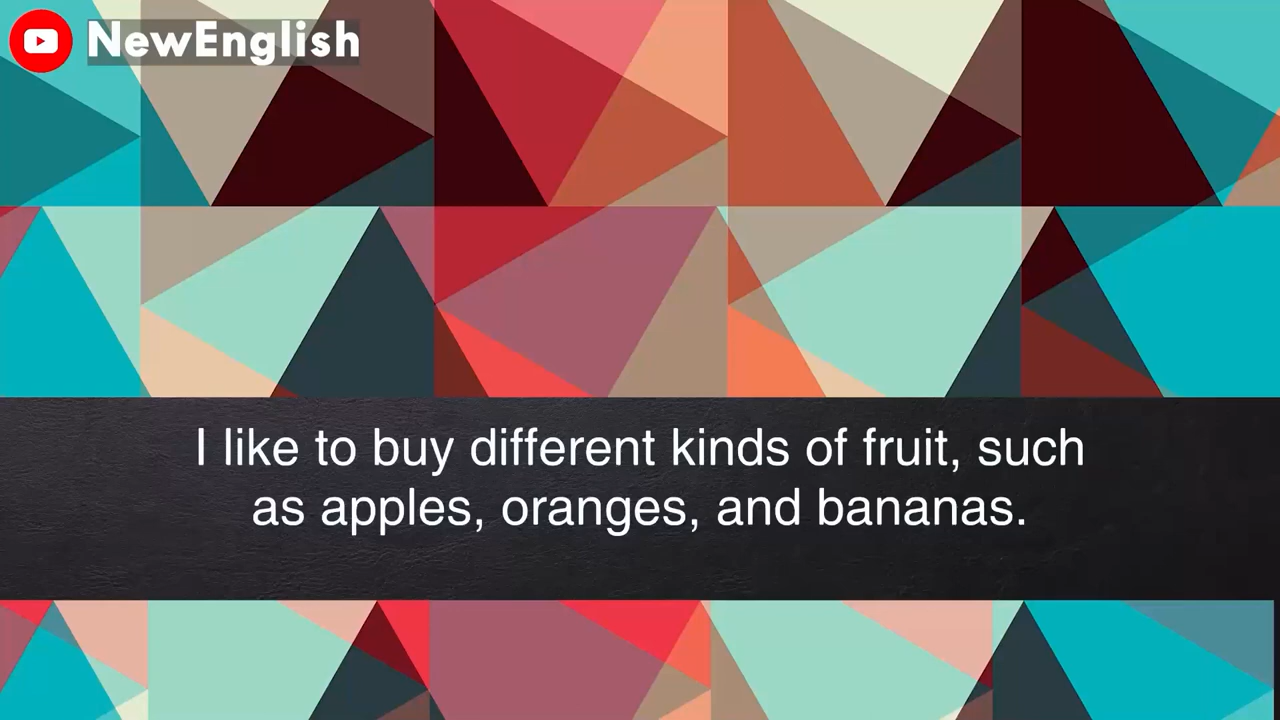 NewEnglish
I like to buy different kinds of fruit, such
as apples, oranges, and bananas.